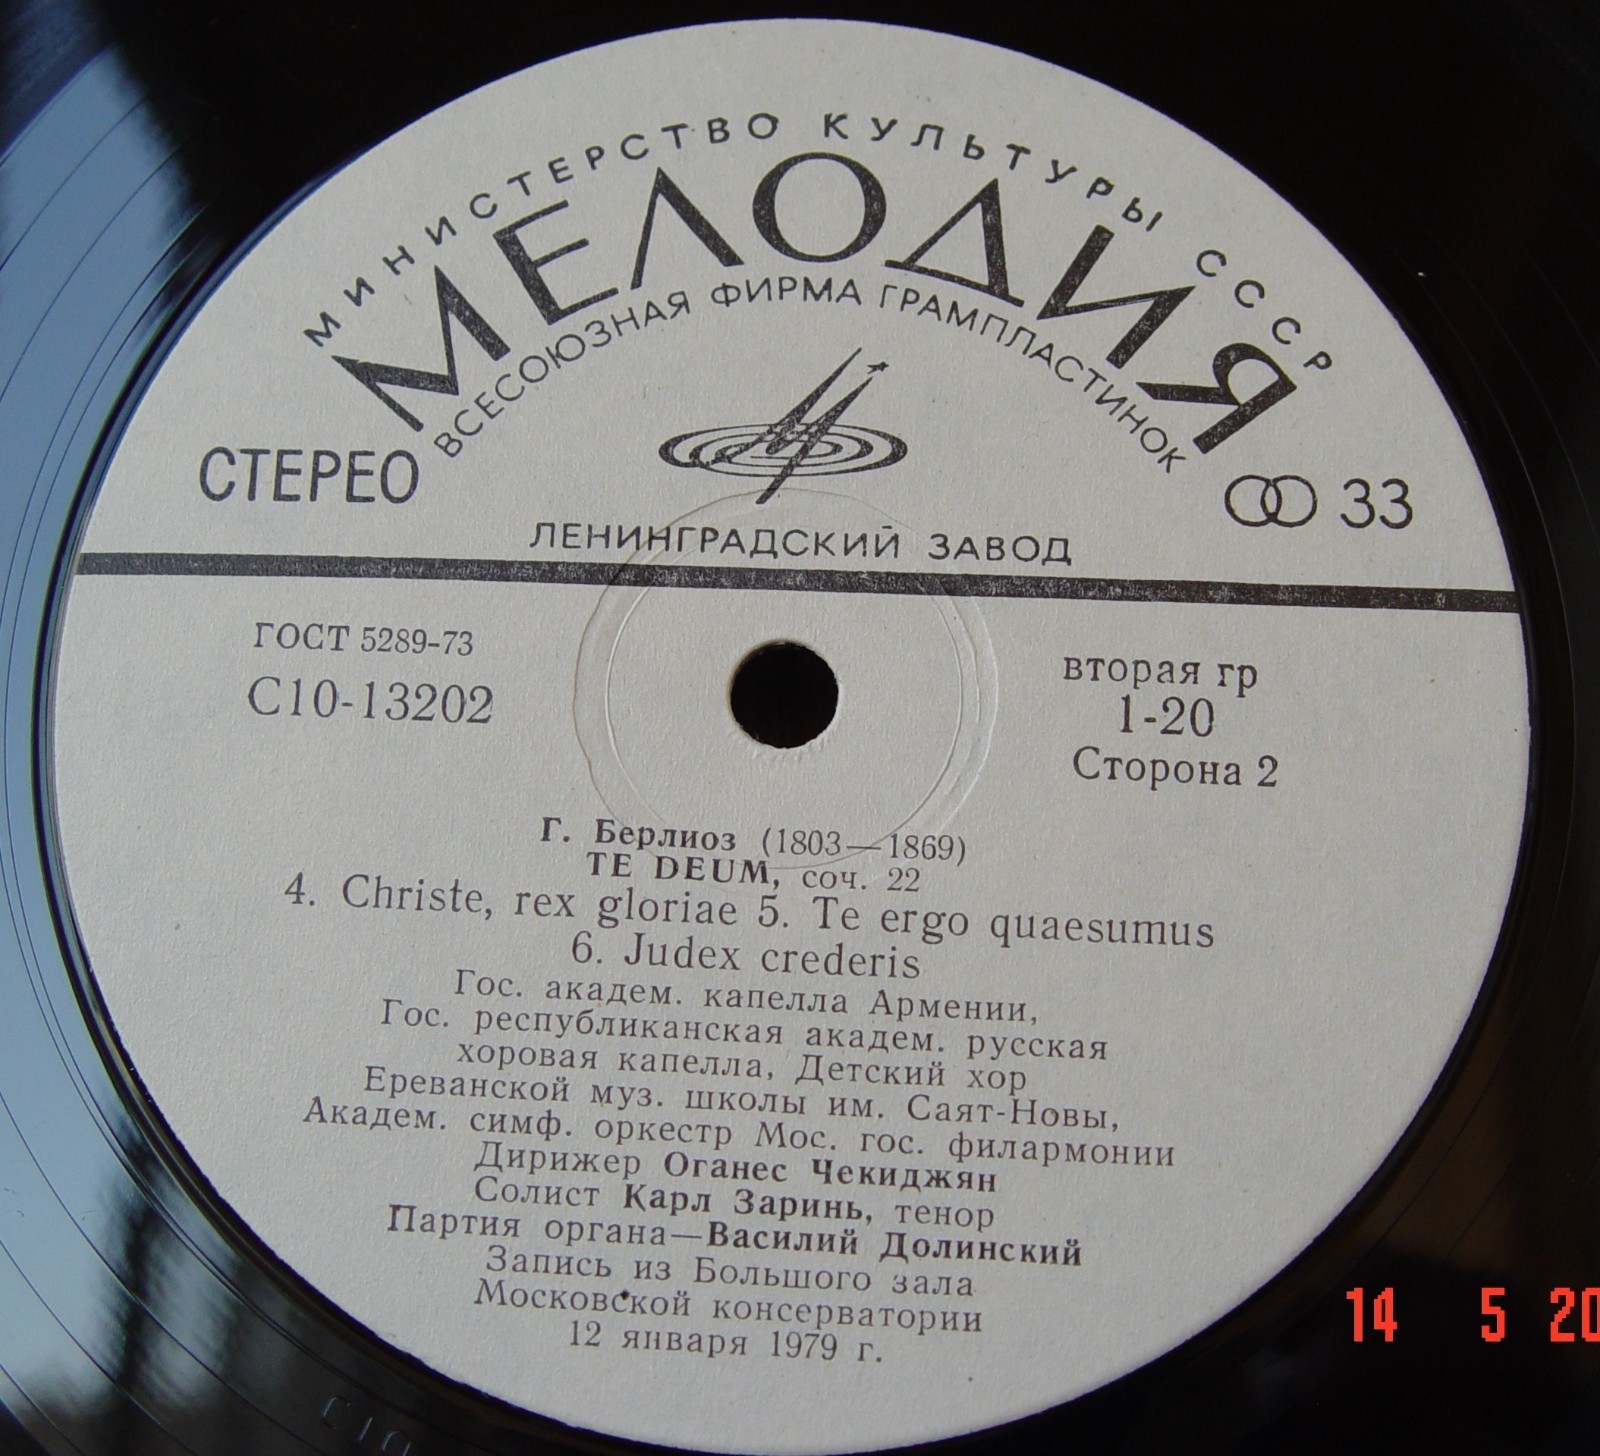 МИНИСТЕРСТВО КУЛЬТУРЫ СССР
МЕЛОДИЯ
ВСЕСОЮЗНАЯ ФИРМА ГРАМПЛАСТИНОК
СТЕРЕО
33
ЛЕНИНГРАДСКИЙ ЗАВОД
ГОСТ 5289-73
С10-13202
вторая гр
1-20
Сторона 2
Г. Берлиоз (1803—1869)
TE DEUM, соч. 22
4. Christe, rex gloriae 5. Te ergo quaesumus
6. Judex crederis
Гос. академ. капелла Армении,
Гос. республиканская академ. русская
хоровая капелла, Детский хор
Ереванской муз. школы им. Саят-Новы,
Академ. симф. оркестр Мос. гос. филармонии
Дирижер Оганес Чекиджян
Солист Карл Заринь, тенор
Партия органа—Василий Долинский
Запись из Большого зала
Московской консерватории
12 января 1979 г.
14 5 20
С10